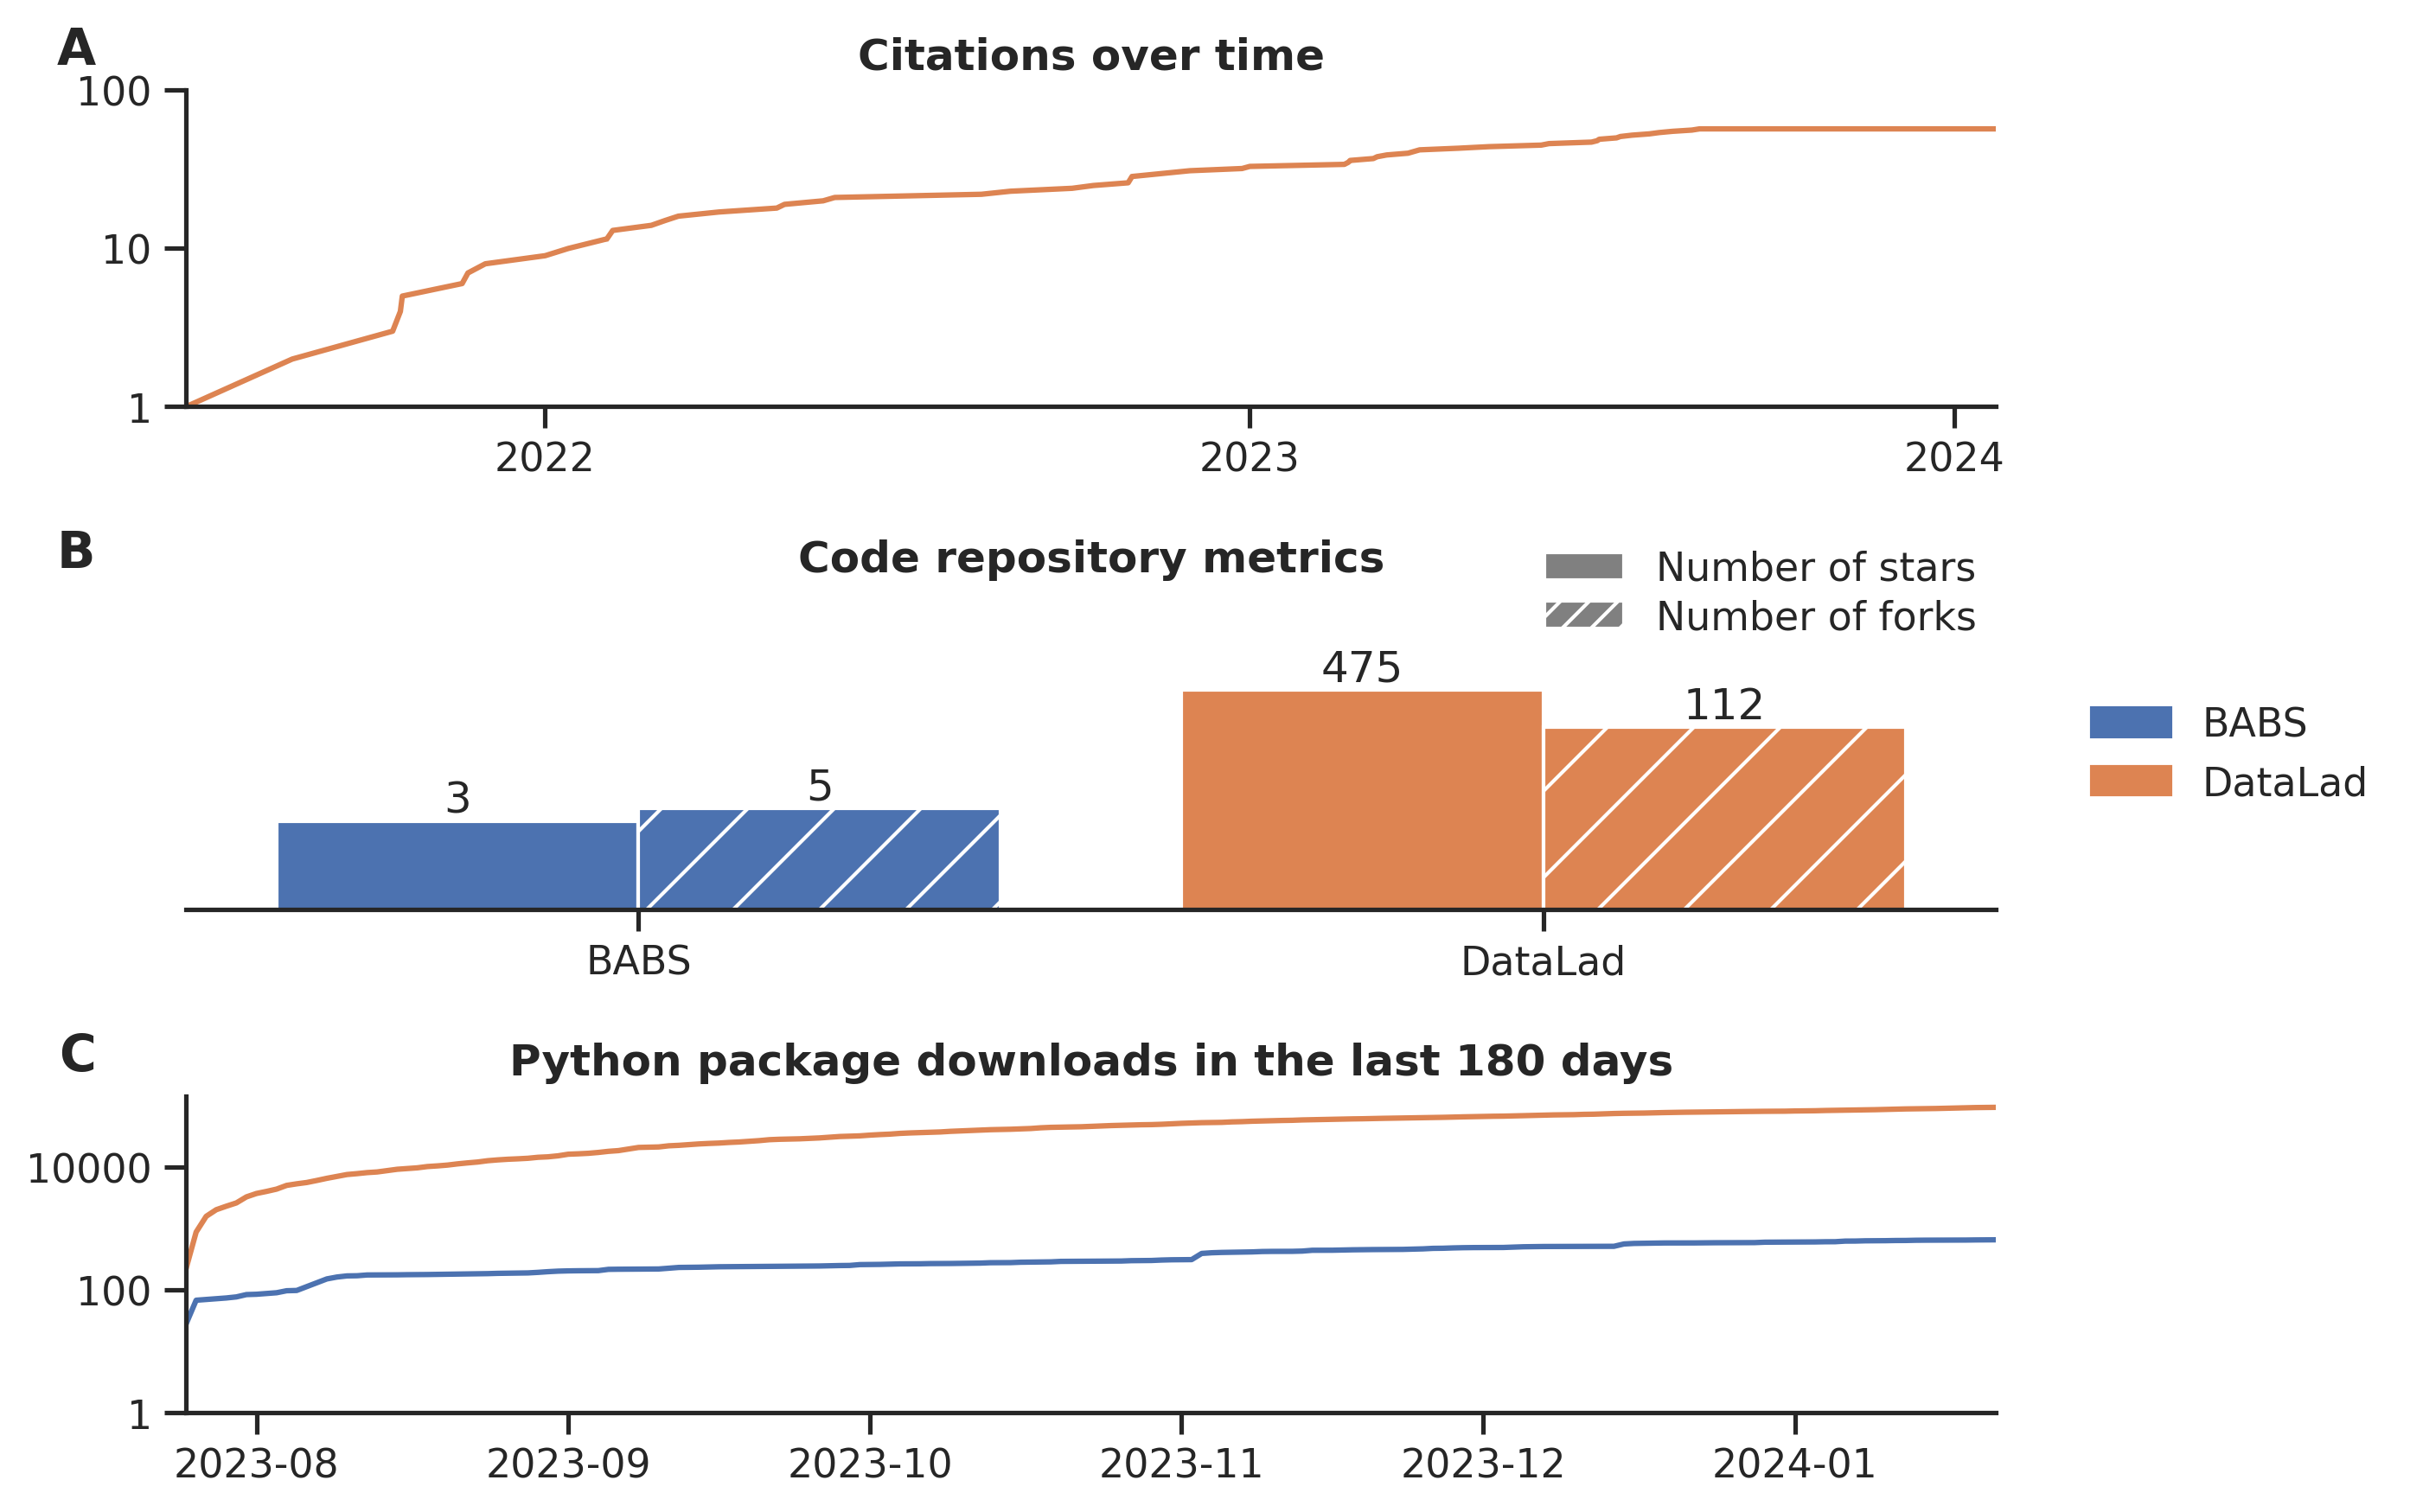 A
Citations over time
100
10
1
2022 2023 2024
B
Code repository metrics
Number of stars
Number of forks
475
112
3
5
BABS
DataLad
BABS DataLad
C
Python package downloads in the last 180 days
10000
100
1
2023-08 2023-09 2023-10 2023-11 2023-12 2024-01